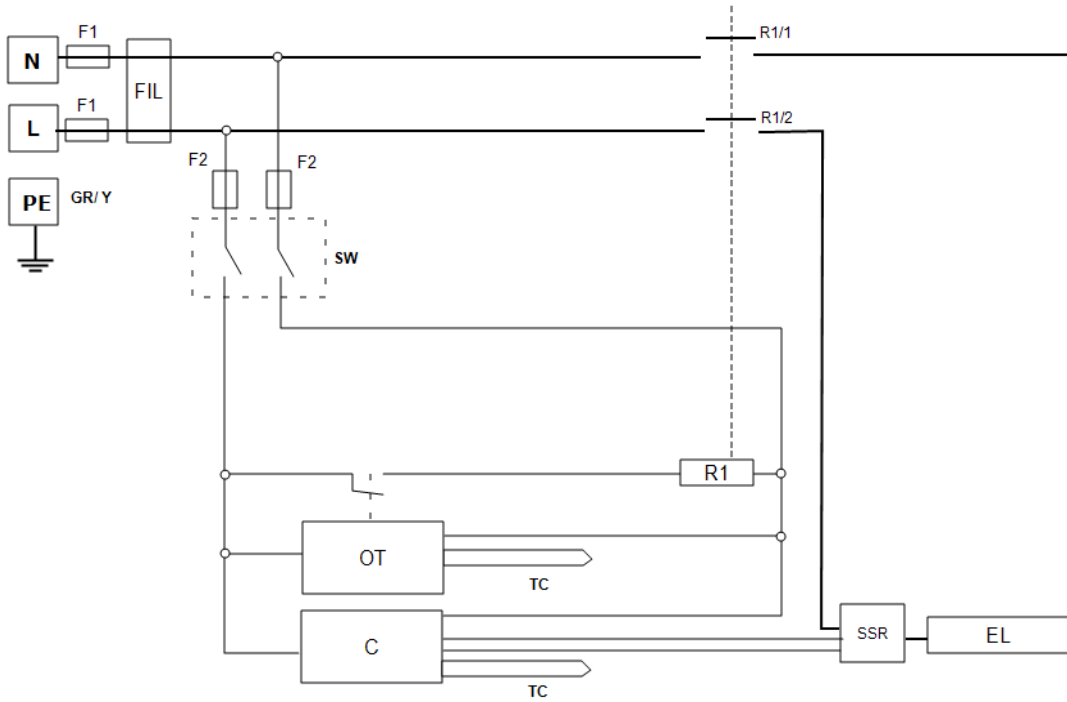 F1
R1/1
N
FIL
F1
L
R1/2
F2
F2
PE
GR/ Y
SW
R1
OT
TC
C
SSR
EL
TC